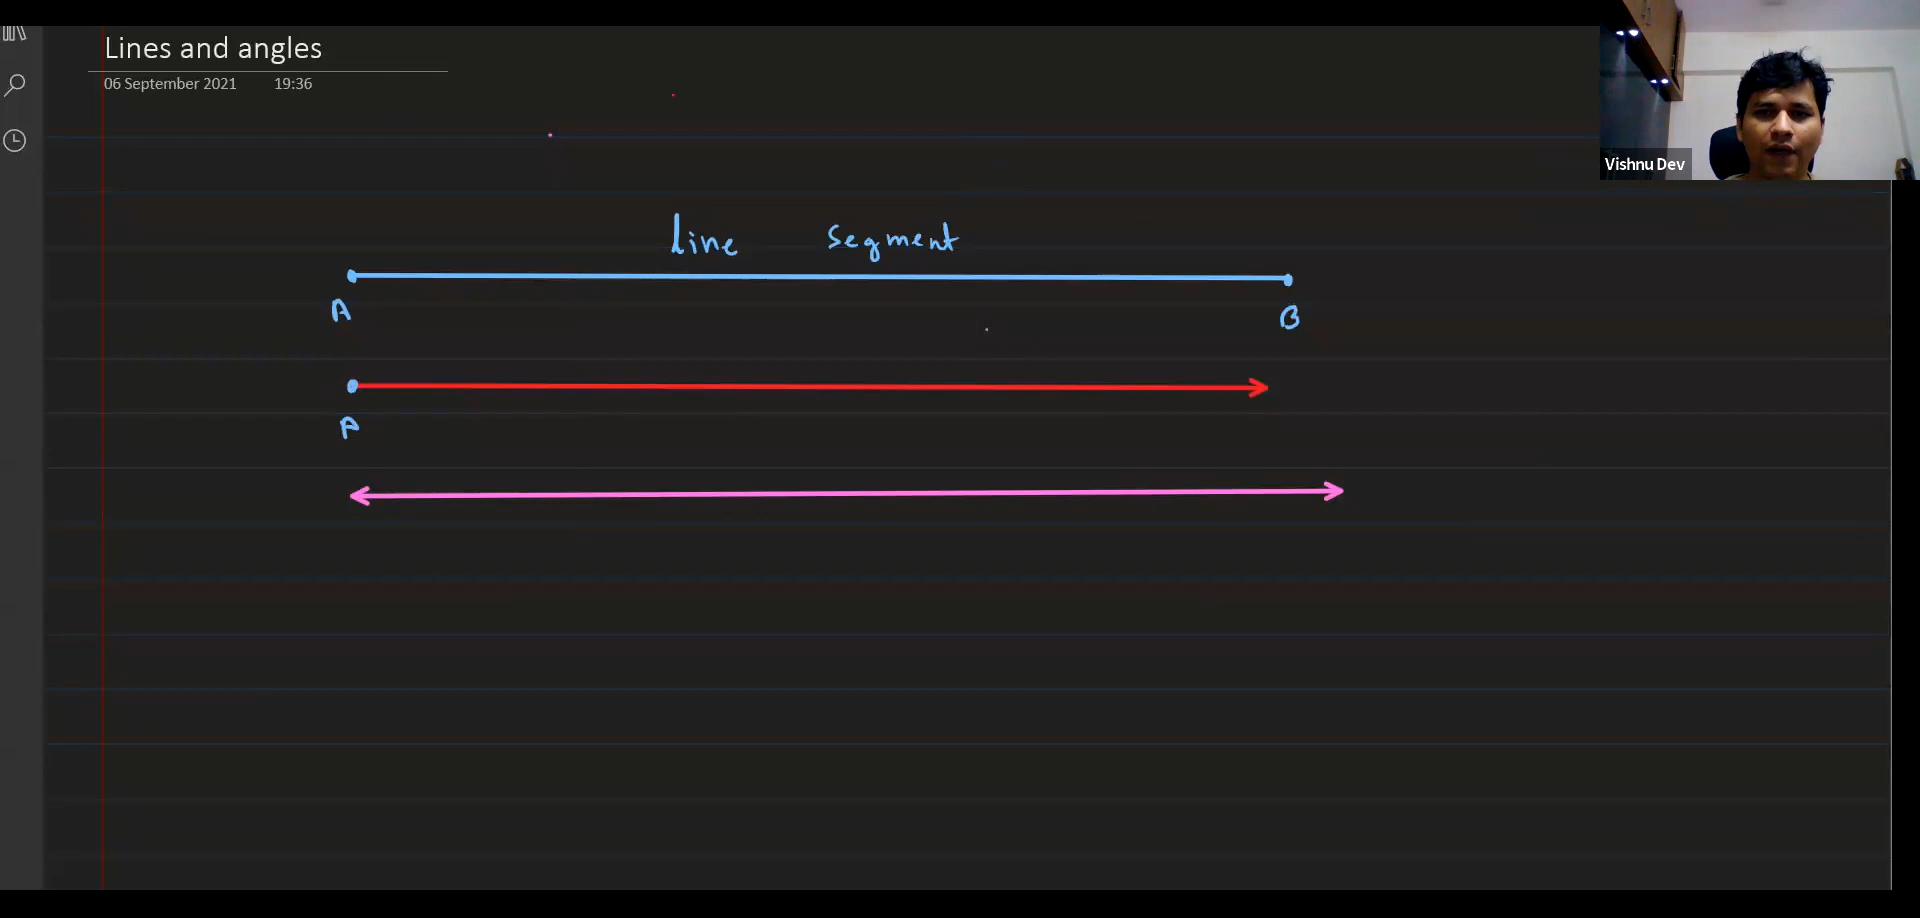 Lines and angles
06 September 2021 19:36
Vishnu Dev
line segment
A
B
A